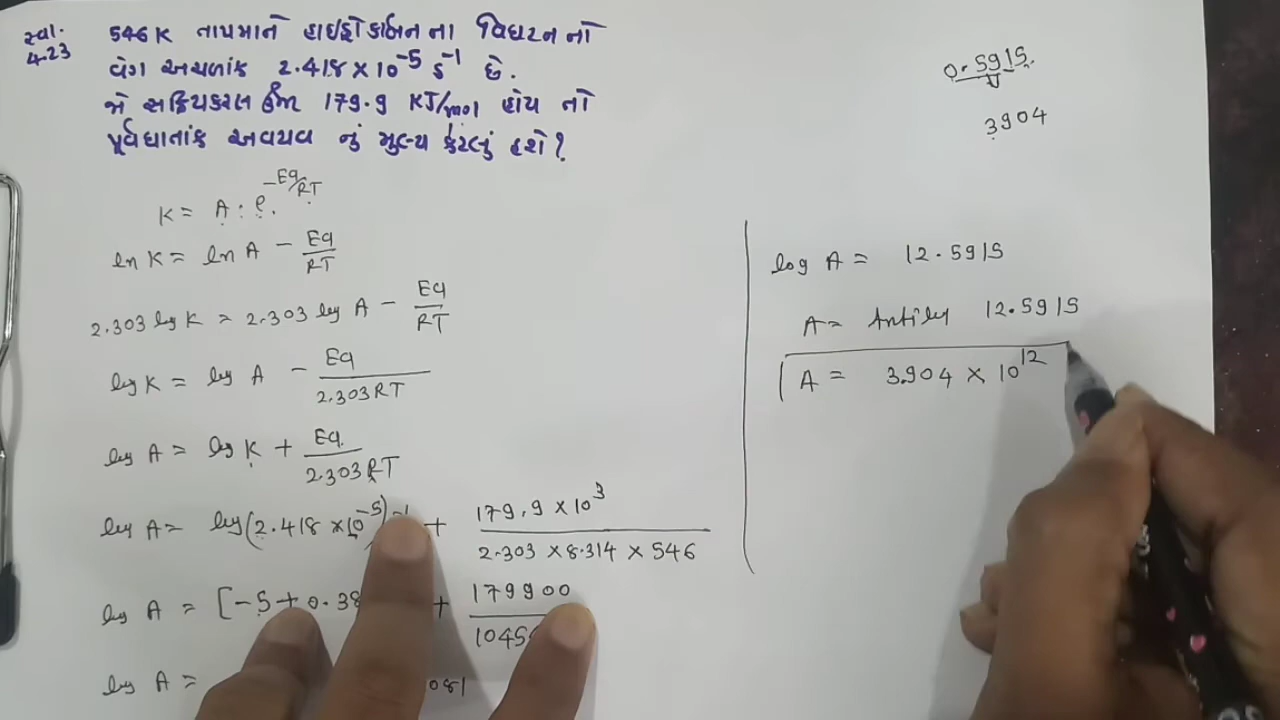 સ્વા. 4.23
546K તાપમાને હાઇડ્રોકાર્બન ના વિઘટન નો
વેગ અચળાંક 2.418 × 10⁻⁵ s⁻¹ છે.
જો સક્રિયકરણ ઊર્જા 179.9 KJ/mol હોય તો
પૂર્વઘાતાંક અવયવ નું મુલ્ય કેટલું હશે?
K = A · e^(-Ea/RT)
ln K = ln A - Ea/RT
2.303 log K = 2.303 log A - Ea/RT
log K = log A - Ea/2.303RT
log A = log K + Ea/2.303RT
log A = log (2.418 × 10⁻⁵) + 179.9 × 10³ / 2.303 × 8.314 × 546
log A = [-5 + 0.38 + 179900 / 1045
log A = 081
0.5915
3904
log A = 12.5915
A = Antilog 12.5915
A = 3.904 × 10¹²